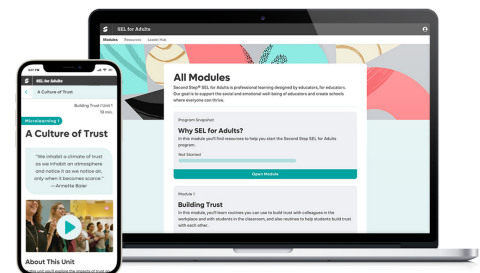 SEL for Adults
Modules Resources Leader Hub
All Modules
Second Step® SEL for Adults is professional learning designed by educators, for educators.
Our goal is to support the social and emotional well-being of educators and create schools
where everyone can thrive.
Program Snapshot
Why SEL for Adults?
In this module you'll find resources to help you start the Second Step SEL for Adults
program.
Not Started
Open Module
Module 1
Building Trust
In this module, you'll learn routines you can use to build trust with colleagues in the
workplace and with students in the classroom, and also routines to help students build trust
with each other.
SEL for Adults
A Culture of Trust
Building Trust | Unit 1
10 min.
Microlearning 1
A Culture of Trust
"We inhabit a climate of trust
as we inhabit an atmosphere
and notice it as we notice air,
only when it becomes scarce."
—Annette Baier
About This Unit